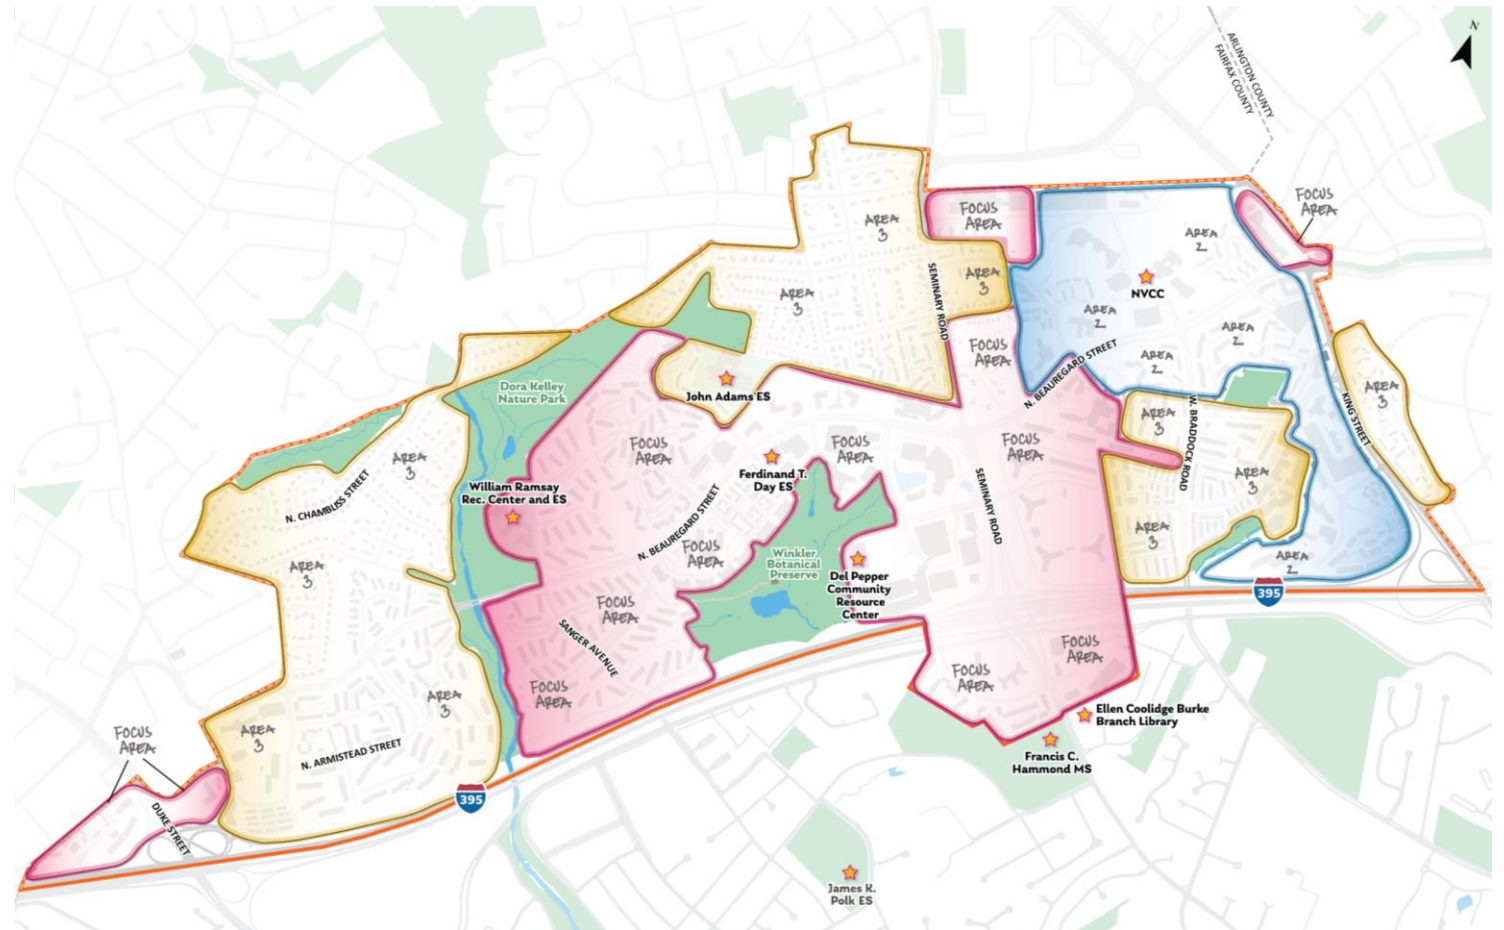 N
ARLINGTON COUNTY
FAIRFAX COUNTY
FOCUS
AREA
FOCUS
AREA
AREA
3
AREA
2
AREA
3
SEMINARY ROAD
NVCC
AREA
3
AREA
2
AREA
2
FOCUS
AREA
AREA
2
N. BEAUREGARD STREET
Dora Kelley
Nature Park
John Adams ES
AREA
3
KING STREET
AREA
3
W. BRADDOCK ROAD
FOCUS
AREA
FOCUS
AREA
FOCUS
AREA
AREA
3
N. CHAMBLISS STREET
William Ramsay
Rec. Center and ES
Ferdinand T.
Day ES
AREA
3
SEMINARY ROAD
N. BEAUREGARD STREET
AREA
3
FOCUS
AREA
Winkler
Botanical
Preserve
AREA
2
AREA
3
Del Pepper
Community
Resource
Center
395
FOCUS
AREA
SANGER AVENUE
FOCUS
AREA
FOCUS
AREA
FOCUS
AREA
AREA
3
Ellen Coolidge Burke
Branch Library
FOCUS
AREA
AREA
3
N. ARMISTEAD STREET
Francis C.
Hammond MS
395
DUKE STREET
James K.
Polk ES